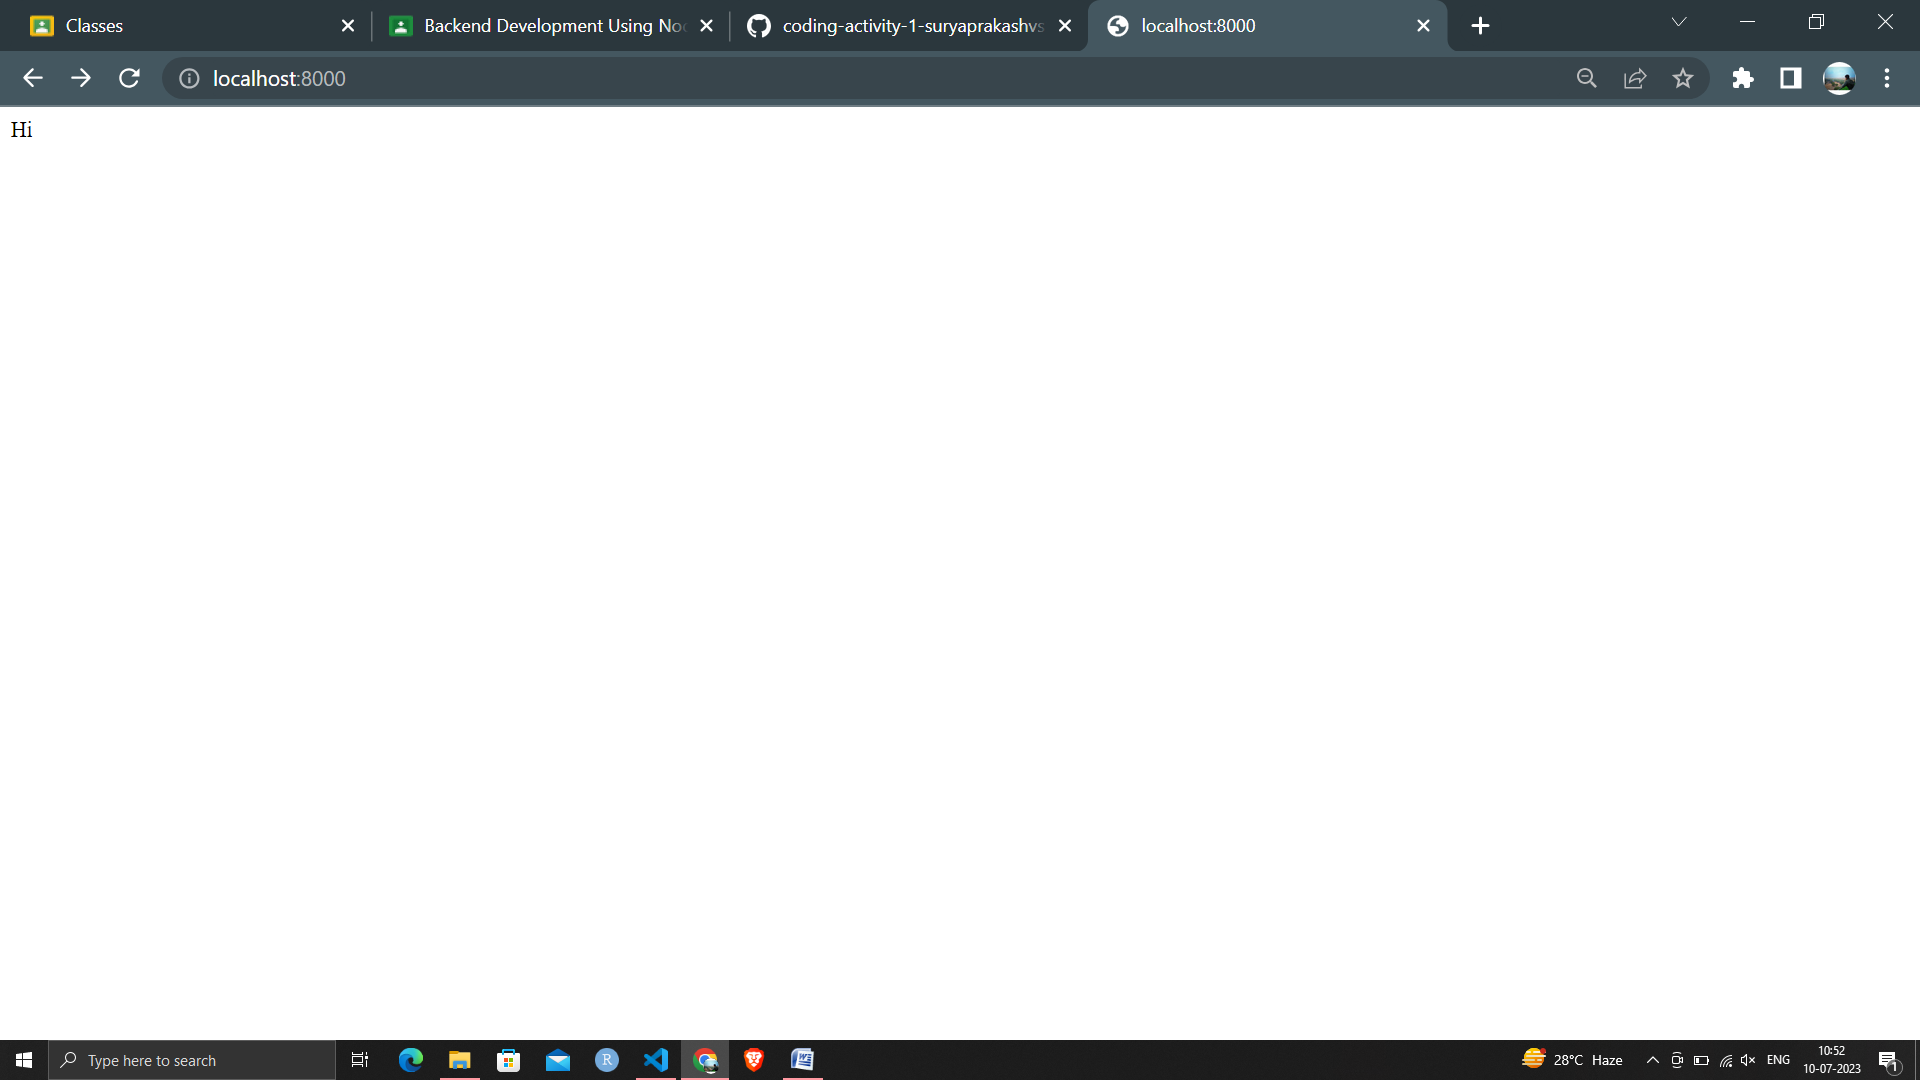 Classes
Backend Development Using No
coding-activity-1-suryaprakashvs
localhost:8000
localhost:8000
Hi
Type here to search
R
28°C Haze
ENG
10:52
10-07-2023
1